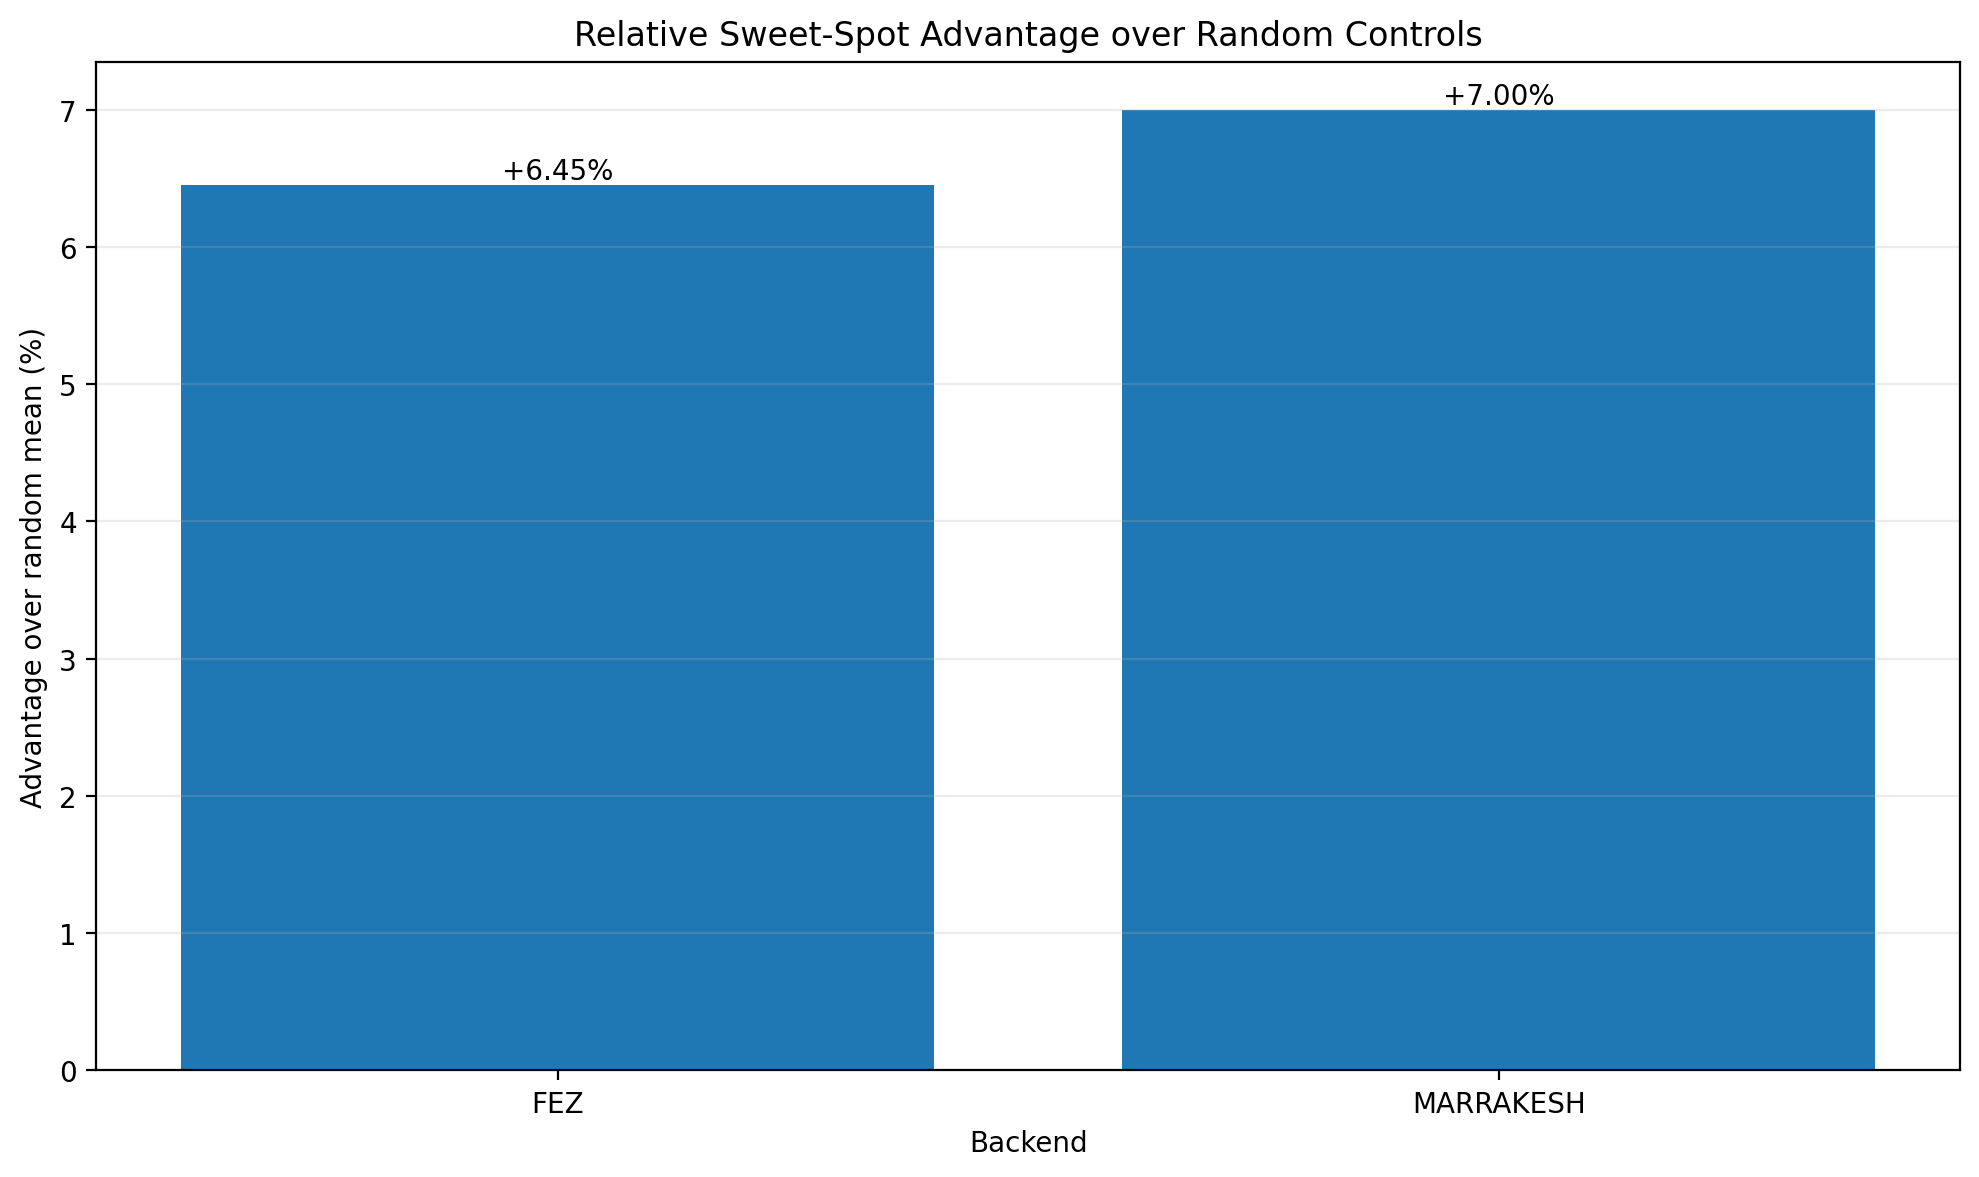 Relative Sweet-Spot Advantage over Random Controls
Advantage over random mean (%)
7
6
5
4
3
2
1
0
+6.45%
+7.00%
FEZ
MARRAKESH
Backend